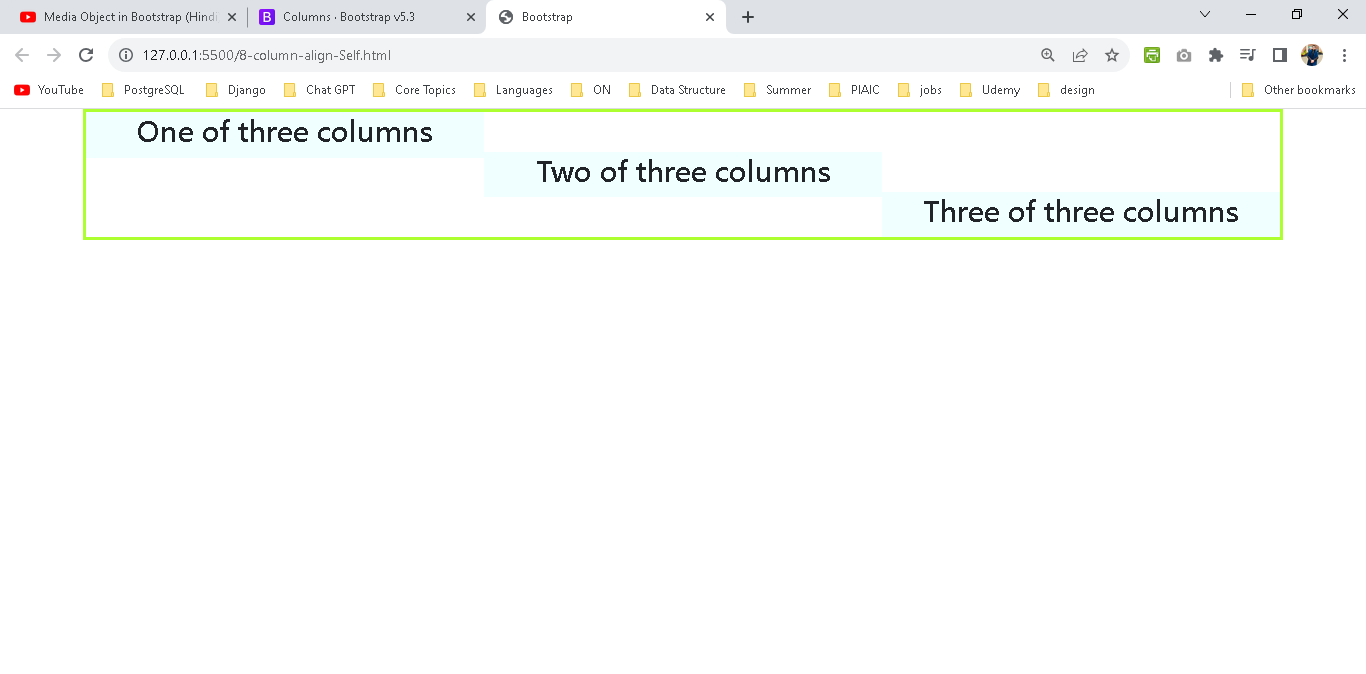 Media Object in Bootstrap (Hindi
Columns · Bootstrap v5.3
Bootstrap
127.0.0.1:5500/8-column-align-Self.html
YouTube PostgreSQL Django Chat GPT Core Topics Languages ON Data Structure Summer PIAIC jobs Udemy design Other bookmarks
One of three columns
Two of three columns
Three of three columns